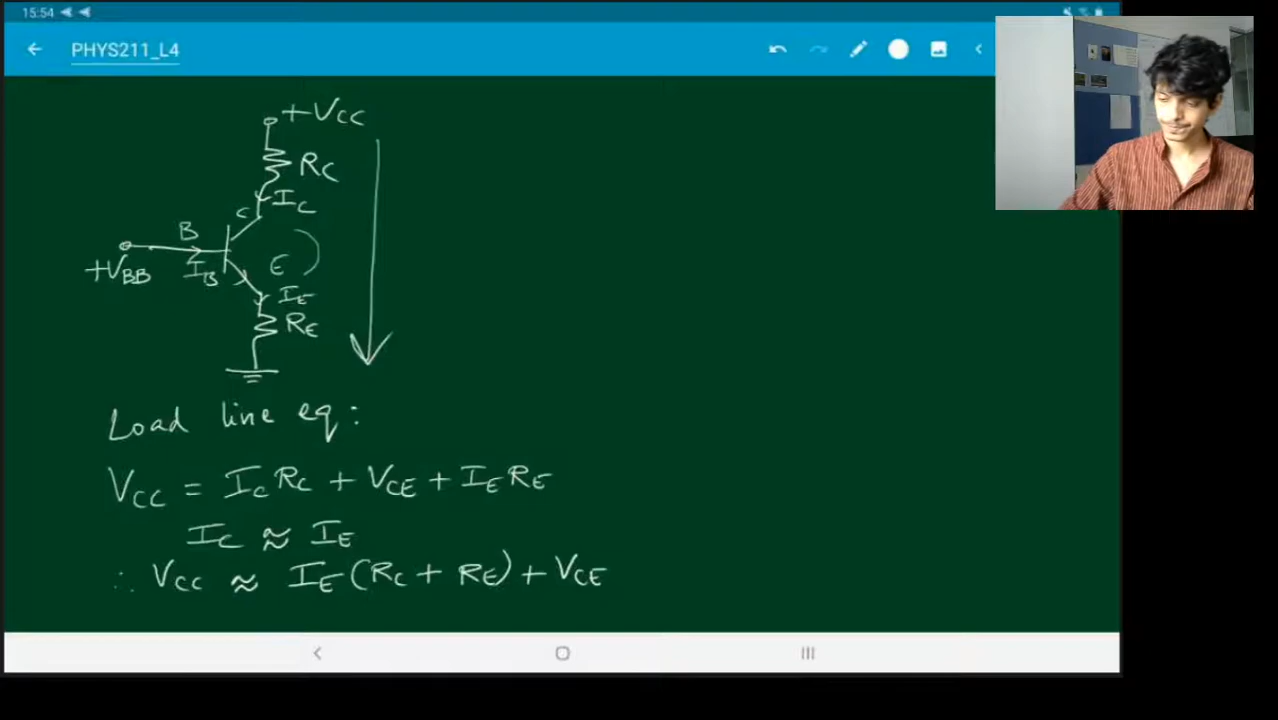 15:54
PHYS211_L4
+VCC
RC
IC
C
B
+VBB
IB
E
IE
RE
Load line eq:
VCC = ICRC + VCE + IERE
IC ≈ IE
∴ VCC ≈ IE(RC + RE) + VCE